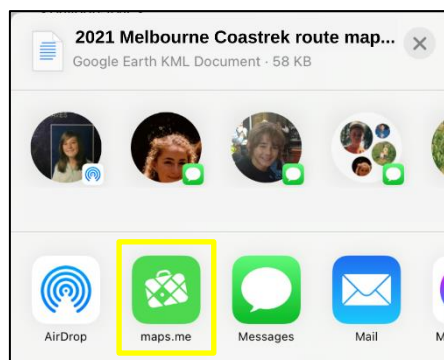 2021 Melbourne Coastrek route map...
Google Earth KML Document · 58 KB
AirDrop
maps.me
Messages
Mail
M